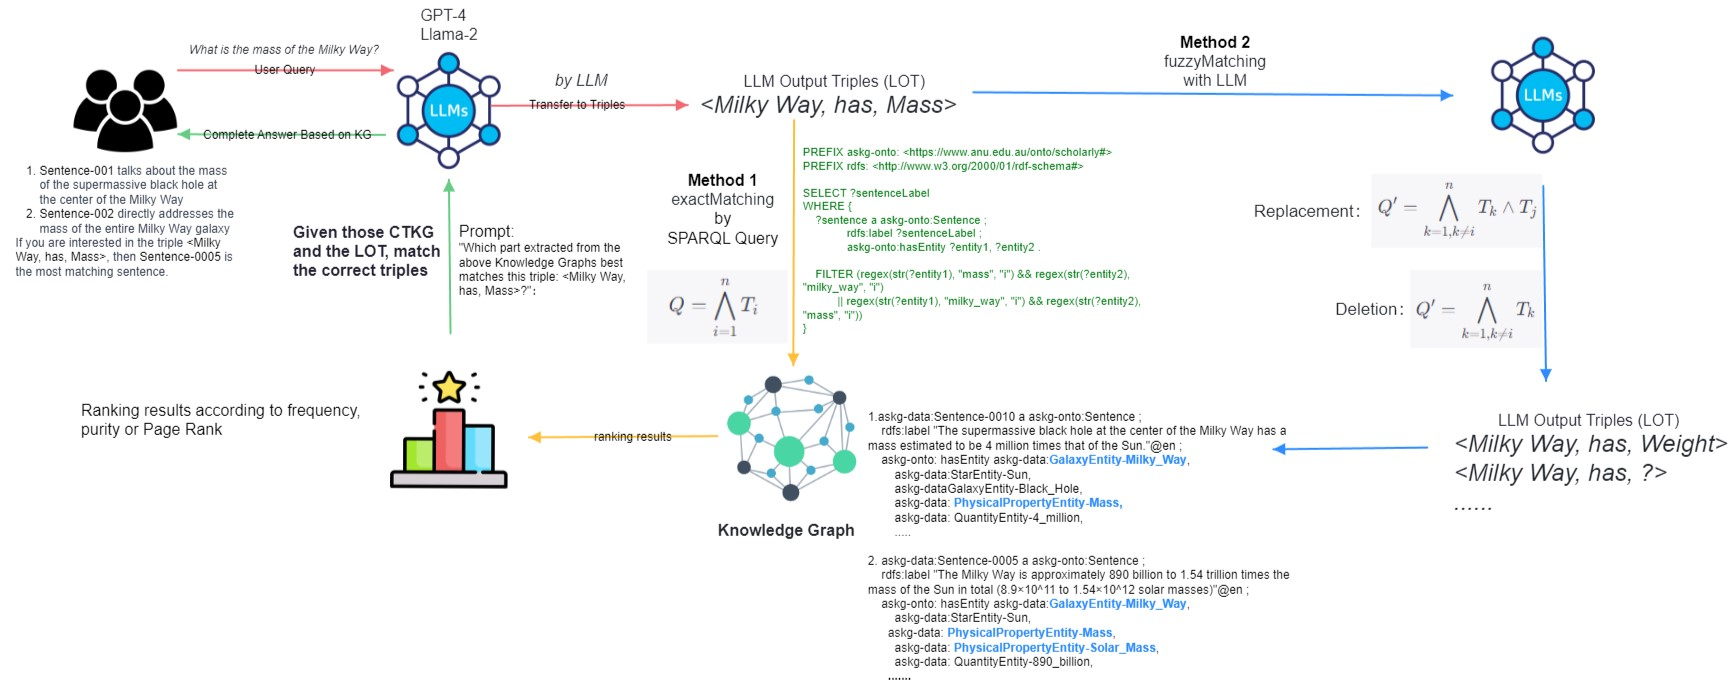 GPT-4
Llama-2
What is the mass of the Milky Way?
User Query
LLMs
Complete Answer Based on KG
1. Sentence-001 talks about the mass
of the supermassive black hole at
the center of the Milky Way
2. Sentence-002 directly addresses the
mass of the entire Milky Way galaxy
If you are interested in the triple <Milky
Way, has, Mass>, then Sentence-0005 is
the most matching sentence.
by LLM
Transfer to Triples
LLM Output Triples (LOT)
<Milky Way, has, Mass>
Method 2
fuzzyMatching
with LLM
LLMs
Method 1
exactMatching
by
SPARQL Query
Q = ⋀ᵢ₌₁ⁿ Tᵢ
PREFIX askg-onto: <https://www.anu.edu.au/onto/scholarly#>
PREFIX rdfs: <http://www.w3.org/2000/01/rdf-schema#>
SELECT ?sentenceLabel
WHERE {
?sentence a askg-onto:Sentence ;
rdfs:label ?sentenceLabel ;
askg-onto:hasEntity ?entity1, ?entity2 .
FILTER (regex(str(?entity1), "mass", "i") && regex(str(?entity2),
"milky_way", "i")
|| regex(str(?entity1), "milky_way", "i") && regex(str(?entity2),
"mass", "i"))
}
Replacement: Q′ = ⋀ₖ₌₁,ₖ≠ᵢⁿ Tₖ ∧ Tⱼ
Deletion: Q′ = ⋀ₖ₌₁,ₖ≠ᵢⁿ Tₖ
LLM Output Triples (LOT)
<Milky Way, has, Weight>
<Milky Way, has, ?>
......
1.askg-data:Sentence-0010 a askg-onto:Sentence ;
rdfs:label "The supermassive black hole at the center of the Milky Way has a
mass estimated to be 4 million times that of the Sun."@en ;
askg-onto: hasEntity askg-data:GalaxyEntity-Milky_Way,
askg-data:StarEntity-Sun,
askg-dataGalaxyEntity-Black_Hole,
askg-data: PhysicalPropertyEntity-Mass,
askg-data: QuantityEntity-4_million,
.....
2. askg-data:Sentence-0005 a askg-onto:Sentence ;
rdfs:label "The Milky Way is approximately 890 billion to 1.54 trillion times the
mass of the Sun in total (8.9×10^11 to 1.54×10^12 solar masses)"@en ;
askg-onto: hasEntity askg-data:GalaxyEntity-Milky_Way,
askg-data:StarEntity-Sun,
askg-data: PhysicalPropertyEntity-Mass,
askg-data: PhysicalPropertyEntity-Solar_Mass,
askg-data: QuantityEntity-890_billion,
.......
Knowledge Graph
ranking results
Ranking results according to frequency,
purity or Page Rank
Given those CTKG
and the LOT, match
the correct triples
Prompt:
"Which part extracted from the
above Knowledge Graphs best
matches this triple: <Milky Way,
has, Mass>?":